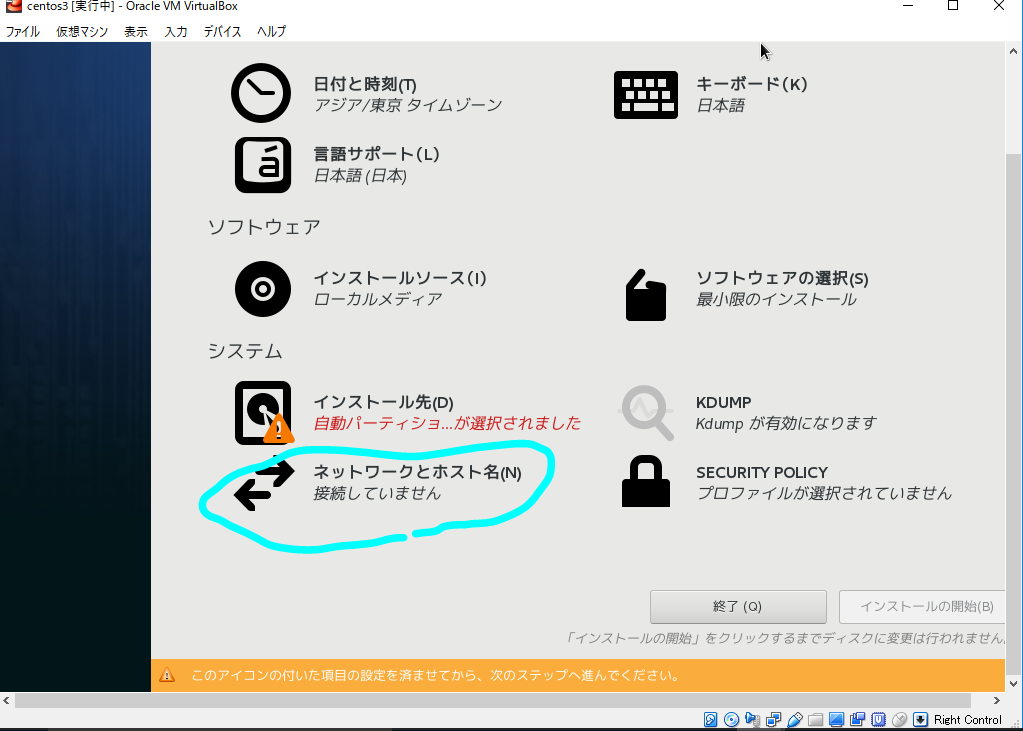 centos3 [実行中] - Oracle VM VirtualBox
ファイル 仮想マシン 表示 入力 デバイス ヘルプ
日付と時刻(T) キーボード(K)
アジア/東京 タイムゾーン 日本語
言語サポート(L)
日本語 (日本)
ソフトウェア
インストールソース(I) ソフトウェアの選択(S)
ローカルメディア 最小限のインストール
システム
インストール先(D) KDUMP
自動パーティショ...が選択されました Kdump が有効になります
ネットワークとホスト名(N) SECURITY POLICY
接続していません プロファイルが選択されていません
終了 (Q) インストールの開始(B)
「インストールの開始」をクリックするまでディスクに変更は行われません。
このアイコンの付いた項目の設定を済ませてから、次のステップへ進んでください。
Right Control